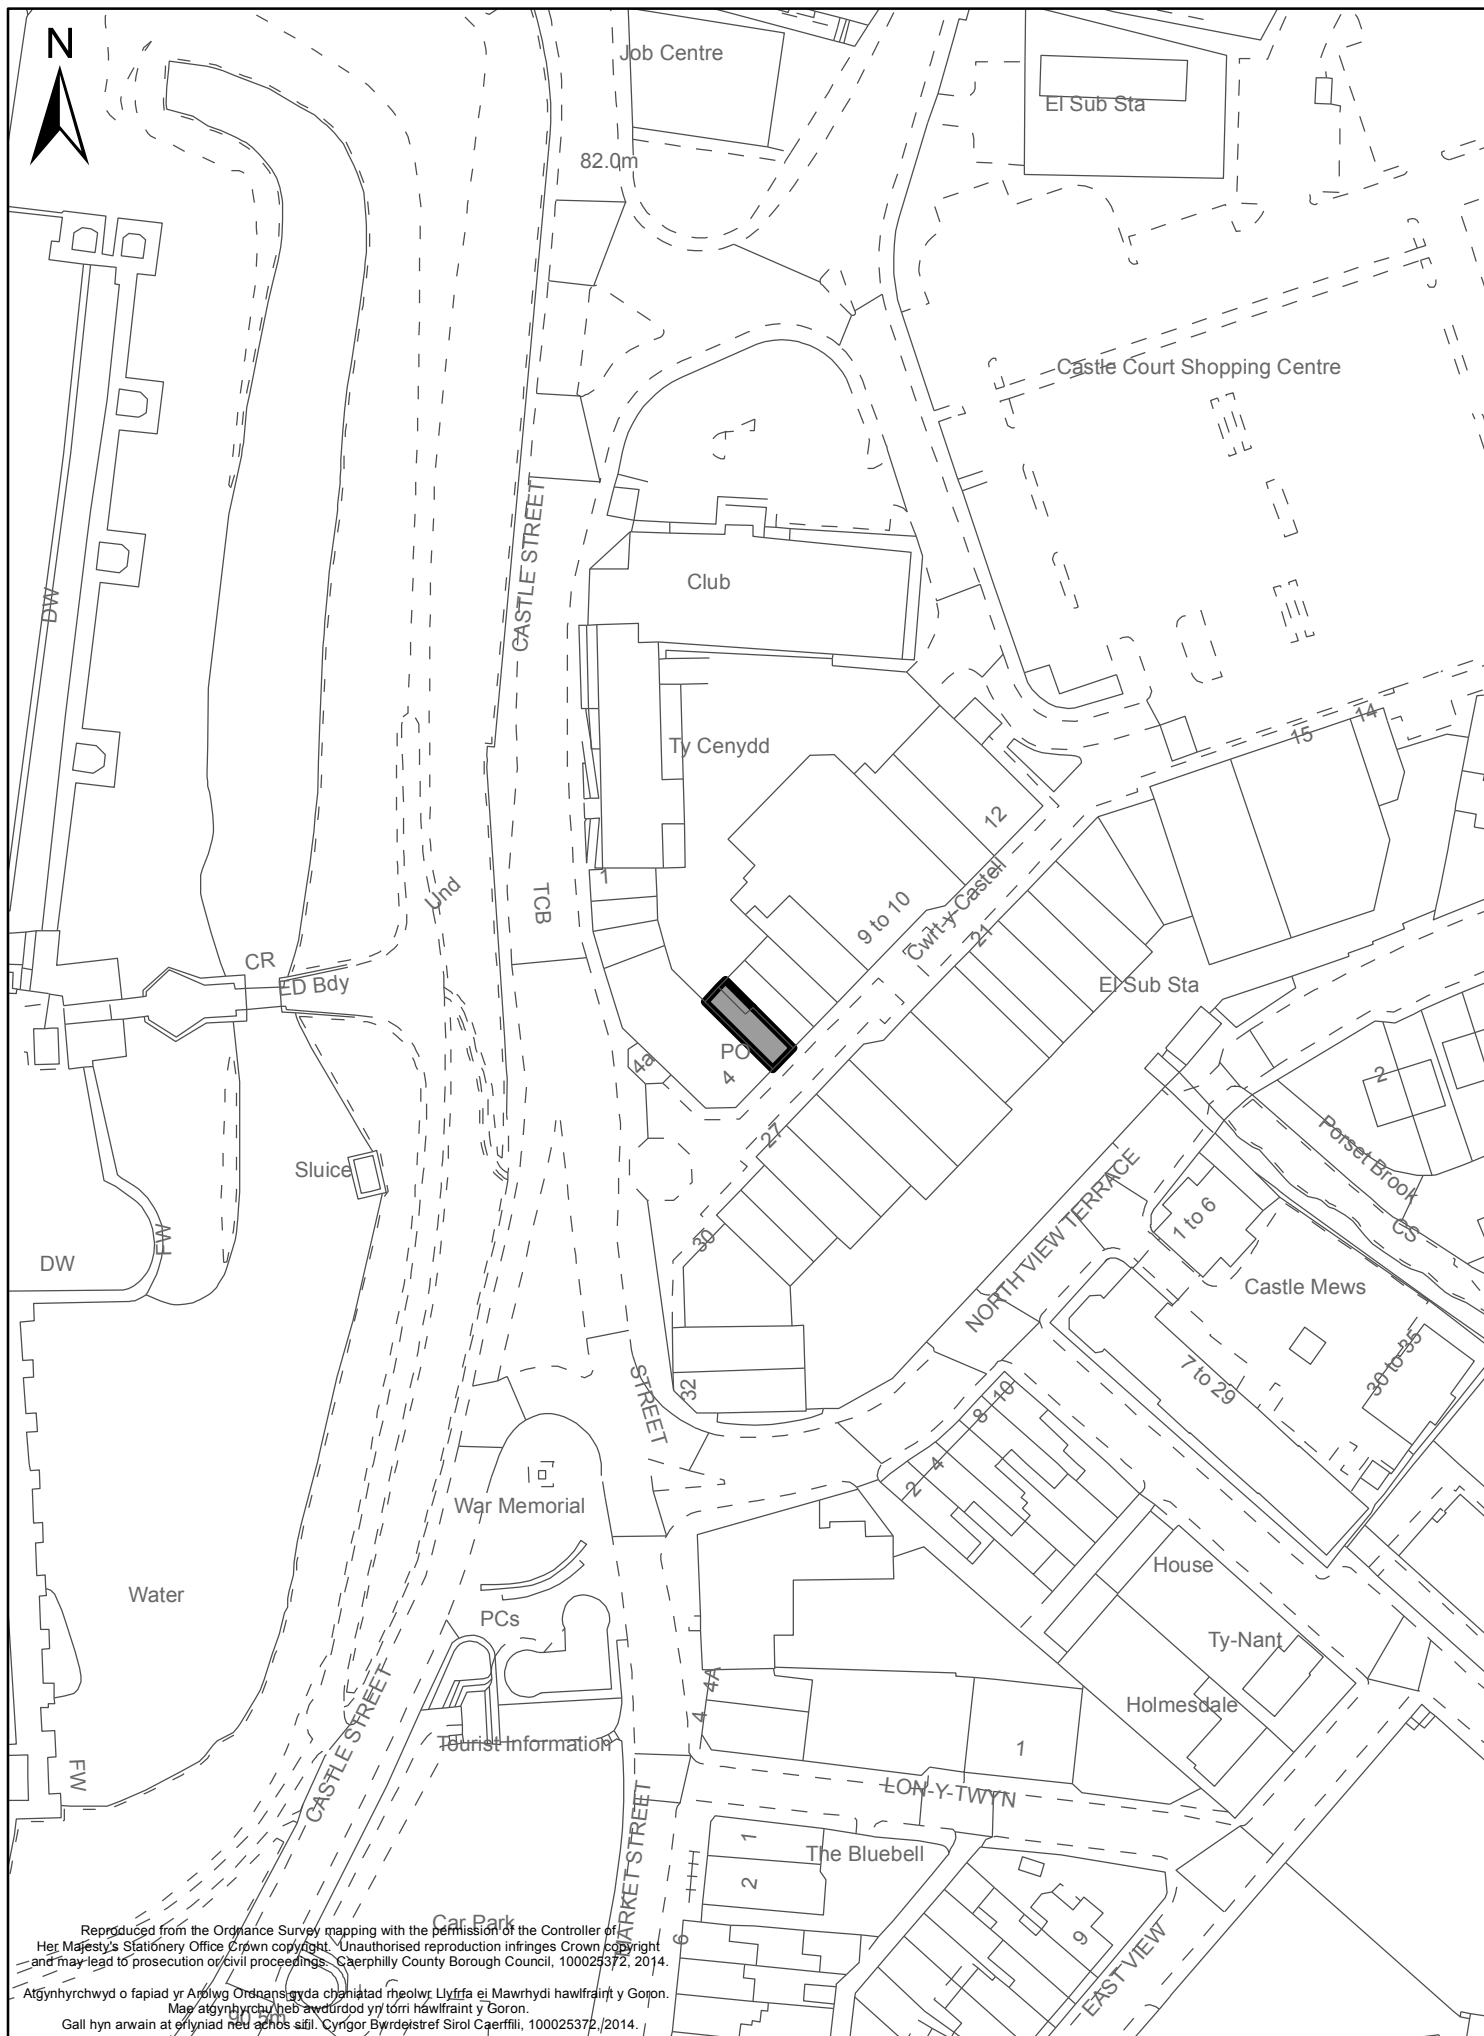 N
Job Centre
El Sub Sta
82.0m
Castle Court Shopping Centre
CASTLE STREET
Club
DW
Ty Cenydd
14
15
12
1
TCB
Und
9 to 10
Cwrt-y-Castell
21
CR
ED Bdy
El Sub Sta
PO
4
4a
2
27
Porset Brook
Sluice
NORTH VIEW TERRACE
1 to 6
CS
FW
DW
30
Castle Mews
STREET
32
7 to 29
30 to 35
10
8
4
2
War Memorial
House
Water
PCs
Ty-Nant
4A
4
Holmesdale
CASTLE STREET
Tourist Information
1
FW
LON-Y-TWYN
MARKET STREET
1
The Bluebell
2
Car Park
6
9
EAST VIEW
Reproduced from the Ordnance Survey mapping with the permission of the Controller of
Her Majesty's Stationery Office Crown copyright. Unauthorised reproduction infringes Crown copyright
and may lead to prosecution or civil proceedings. Caerphilly County Borough Council, 100025372, 2014.
Atgynhyrchwyd o fapiad yr Arolwg Ordnans gyda chaniatad rheolwr Llyfrfa ei Mawrhydi hawlfraint y Goron.
Mae atgynhyrchu heb awdurdod yn torri hawlfraint y Goron.
90.5m
Gall hyn arwain at erlyniad neu achos sifil. Cyngor Bwrdeistref Sirol Caerffili, 100025372, 2014.